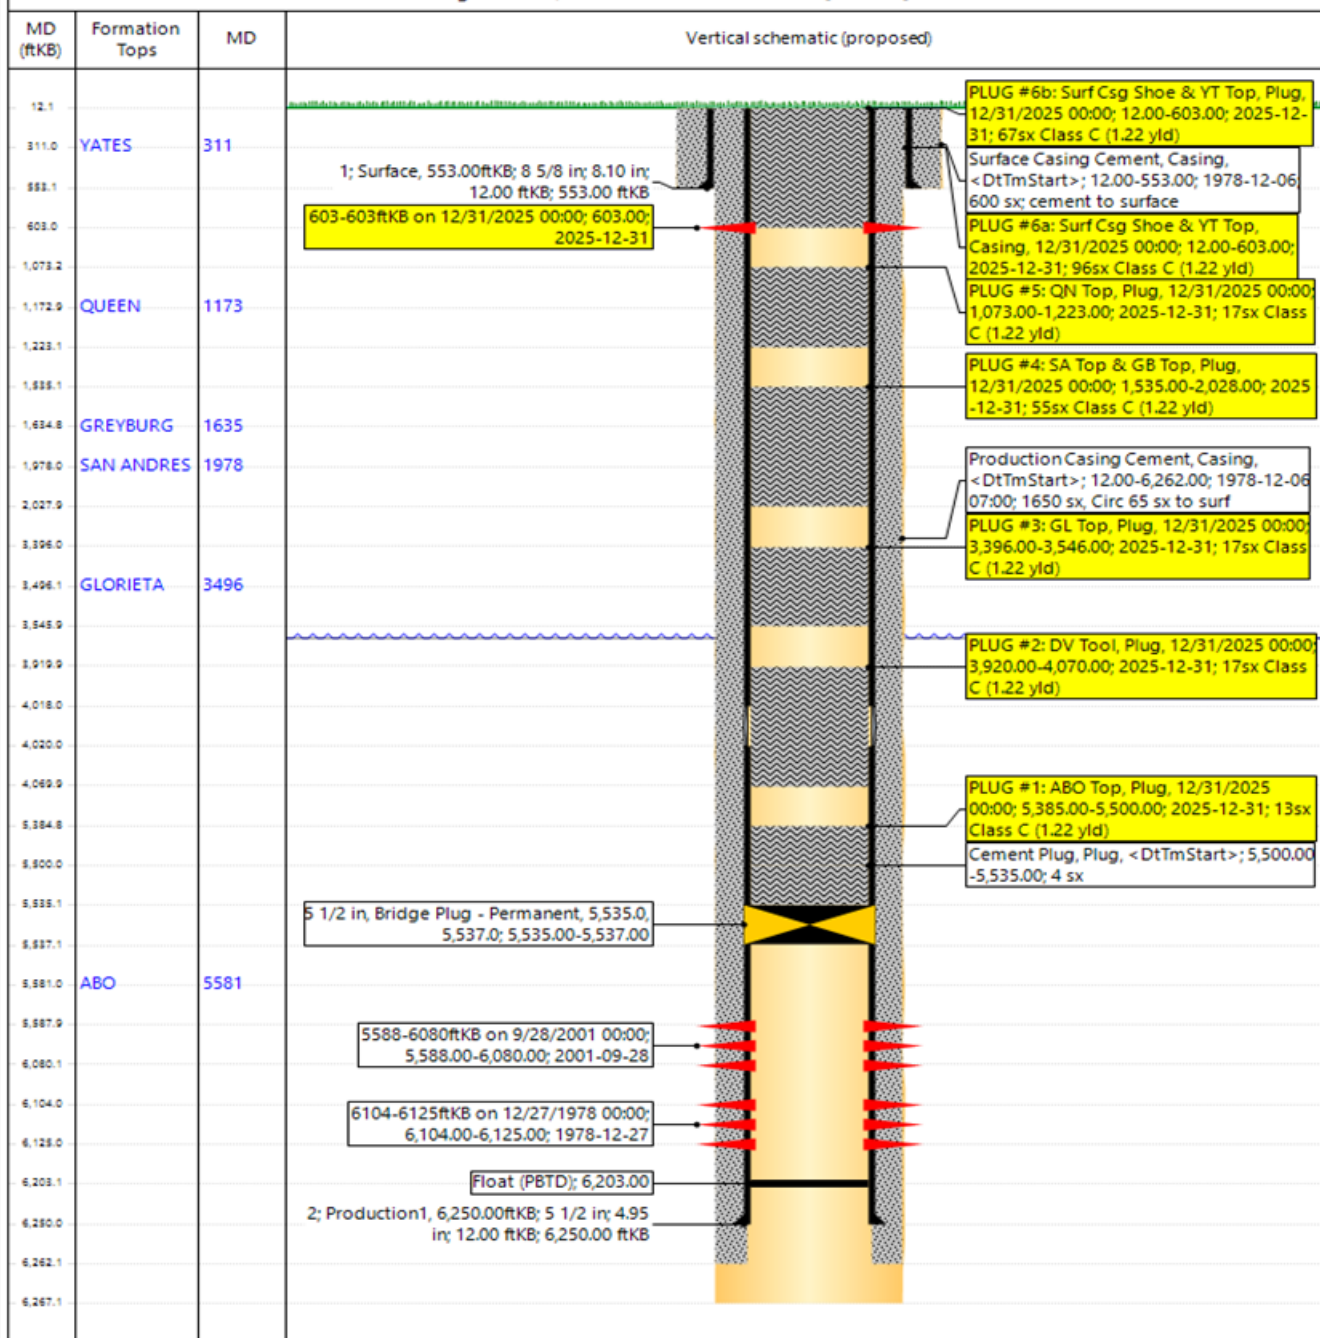 MD
(ftKB)
Formation
Tops
MD
Vertical schematic (proposed)
12.1
311.0
553.1
603.0
1,073.2
1,172.9
1,223.1
1,535.1
1,634.8
1,978.0
2,027.9
3,396.0
3,496.1
3,545.9
3,919.9
4,018.0
4,020.0
4,069.9
5,384.8
5,500.0
5,535.1
5,537.1
5,581.0
5,587.9
6,080.1
6,104.0
6,125.0
6,203.1
6,250.0
6,262.1
6,267.1
YATES 311
QUEEN 1173
GREYBURG 1635
SAN ANDRES 1978
GLORIETA 3496
ABO 5581
1; Surface, 553.00ftKB; 8 5/8 in; 8.10 in;
12.00 ftKB; 553.00 ftKB
603-603ftKB on 12/31/2025 00:00; 603.00;
2025-12-31
5 1/2 in, Bridge Plug - Permanent, 5,535.0,
5,537.0; 5,535.00-5,537.00
5588-6080ftKB on 9/28/2001 00:00;
5,588.00-6,080.00; 2001-09-28
6104-6125ftKB on 12/27/1978 00:00;
6,104.00-6,125.00; 1978-12-27
Float (PBTD); 6,203.00
2; Production1, 6,250.00ftKB; 5 1/2 in; 4.95
in; 12.00 ftKB; 6,250.00 ftKB
PLUG #6b: Surf Csg Shoe & YT Top, Plug,
12/31/2025 00:00; 12.00-603.00; 2025-12-
31; 67sx Class C (1.22 yld)
Surface Casing Cement, Casing,
<DtTmStart>; 12.00-553.00; 1978-12-06;
600 sx; cement to surface
PLUG #6a: Surf Csg Shoe & YT Top,
Casing, 12/31/2025 00:00; 12.00-603.00;
2025-12-31; 96sx Class C (1.22 yld)
PLUG #5: QN Top, Plug, 12/31/2025 00:00;
1,073.00-1,223.00; 2025-12-31; 17sx Class
C (1.22 yld)
PLUG #4: SA Top & GB Top, Plug,
12/31/2025 00:00; 1,535.00-2,028.00; 2025
-12-31; 55sx Class C (1.22 yld)
Production Casing Cement, Casing,
<DtTmStart>; 12.00-6,262.00; 1978-12-06
07:00; 1650 sx, Circ 65 sx to surf
PLUG #3: GL Top, Plug, 12/31/2025 00:00;
3,396.00-3,546.00; 2025-12-31; 17sx Class
C (1.22 yld)
PLUG #2: DV Tool, Plug, 12/31/2025 00:00;
3,920.00-4,070.00; 2025-12-31; 17sx Class
C (1.22 yld)
PLUG #1: ABO Top, Plug, 12/31/2025
00:00; 5,385.00-5,500.00; 2025-12-31; 13sx
Class C (1.22 yld)
Cement Plug, Plug, <DtTmStart>; 5,500.00
-5,535.00; 4 sx